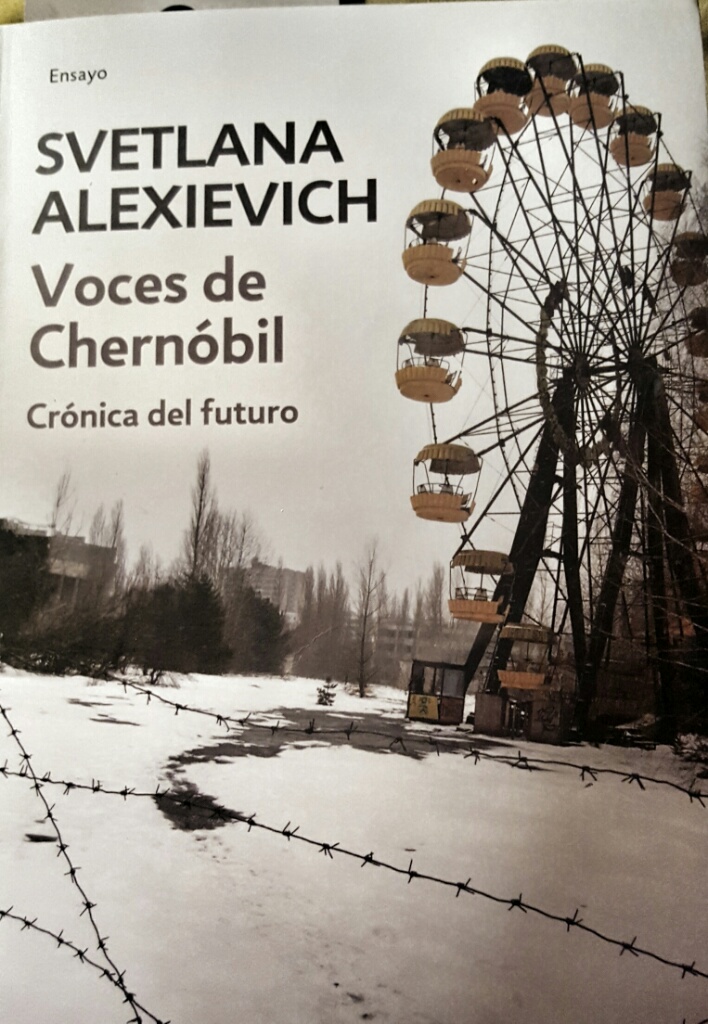 Ensayo
SVETLANA
ALEXIEVICH
Voces de
Chernóbil
Crónica del futuro